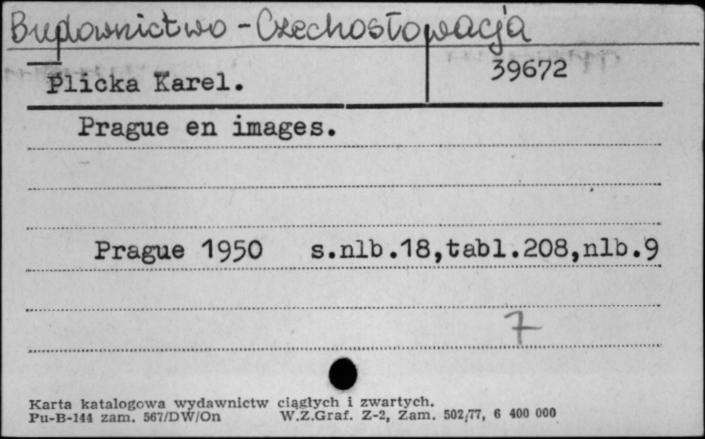 Budownictwo - Czechosłowacja
Plicka Karel.
39672
Prague en images.
Prague 1950 s.nlb.18,tabl.208,nlb.9
7
Karta katalogowa wydawnictw ciągłych i zwartych.
Pu-B-144 zam. 567/DW/On W.Z.Graf. Z-2, Zam. 502/77, 6 400 000